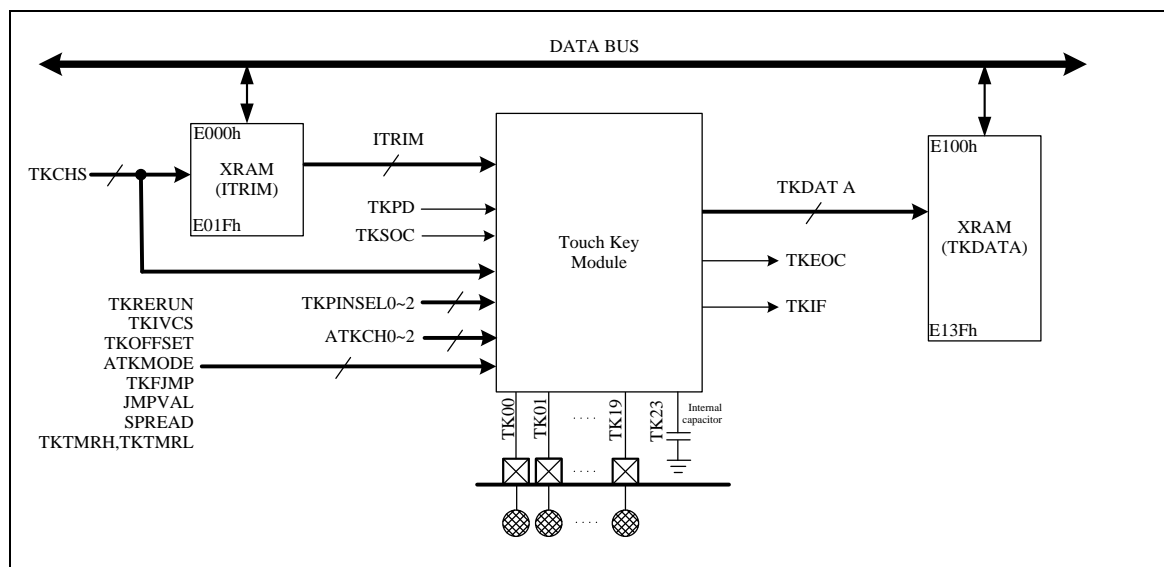 DATA BUS
E000h
XRAM
(ITRIM)
E01Fh
TKCHS
ITRIM
TKPD
TKSOC
TKPINSEL0~2
ATKCH0~2
TKRERUN
TKIVCS
TKOFFSET
ATKMODE
TKFJMP
JMPVAL
SPREAD
TKTMRH,TKTMRL
Touch Key
Module
TKDAT A
TKEOC
TKIF
E100h
XRAM
(TKDATA)
E13Fh
TK00
TK01
....
TK19
TK23
Internal
capacitor
....
....